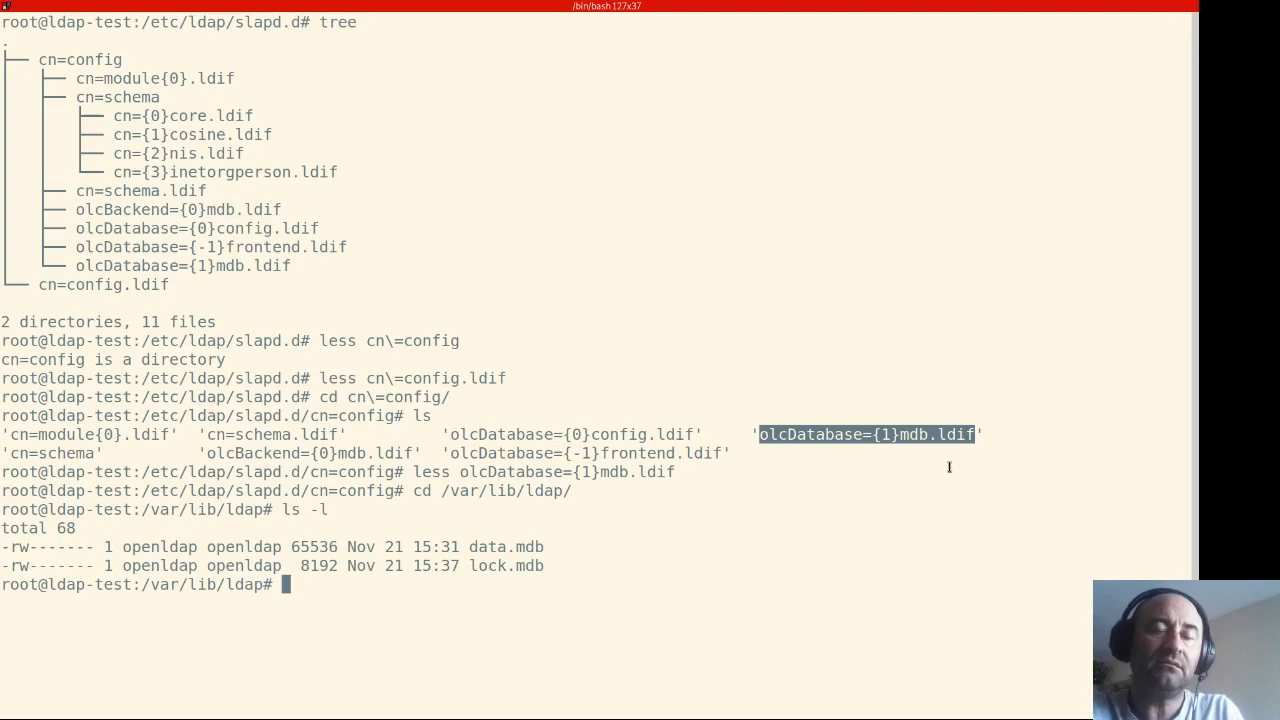 /bin/bash 127x37
root@ldap-test:/etc/ldap/slapd.d# tree
.
├── cn=config
│   ├── cn=module{0}.ldif
│   ├── cn=schema
│   │   ├── cn={0}core.ldif
│   │   ├── cn={1}cosine.ldif
│   │   ├── cn={2}nis.ldif
│   │   └── cn={3}inetorgperson.ldif
│   ├── cn=schema.ldif
│   ├── olcBackend={0}mdb.ldif
│   ├── olcDatabase={0}config.ldif
│   ├── olcDatabase={-1}frontend.ldif
│   └── olcDatabase={1}mdb.ldif
└── cn=config.ldif
2 directories, 11 files
root@ldap-test:/etc/ldap/slapd.d# less cn\=config
cn=config is a directory
root@ldap-test:/etc/ldap/slapd.d# less cn\=config.ldif
root@ldap-test:/etc/ldap/slapd.d# cd cn\=config/
root@ldap-test:/etc/ldap/slapd.d/cn=config# ls
'cn=module{0}.ldif'  'cn=schema.ldif'          'olcDatabase={0}config.ldif'     'olcDatabase={1}mdb.ldif'
'cn=schema'          'olcBackend={0}mdb.ldif'  'olcDatabase={-1}frontend.ldif'
root@ldap-test:/etc/ldap/slapd.d/cn=config# less olcDatabase={1}mdb.ldif
root@ldap-test:/etc/ldap/slapd.d/cn=config# cd /var/lib/ldap/
root@ldap-test:/var/lib/ldap# ls -l
total 68
-rw------- 1 openldap openldap 65536 Nov 21 15:31 data.mdb
-rw------- 1 openldap openldap  8192 Nov 21 15:37 lock.mdb
root@ldap-test:/var/lib/ldap#